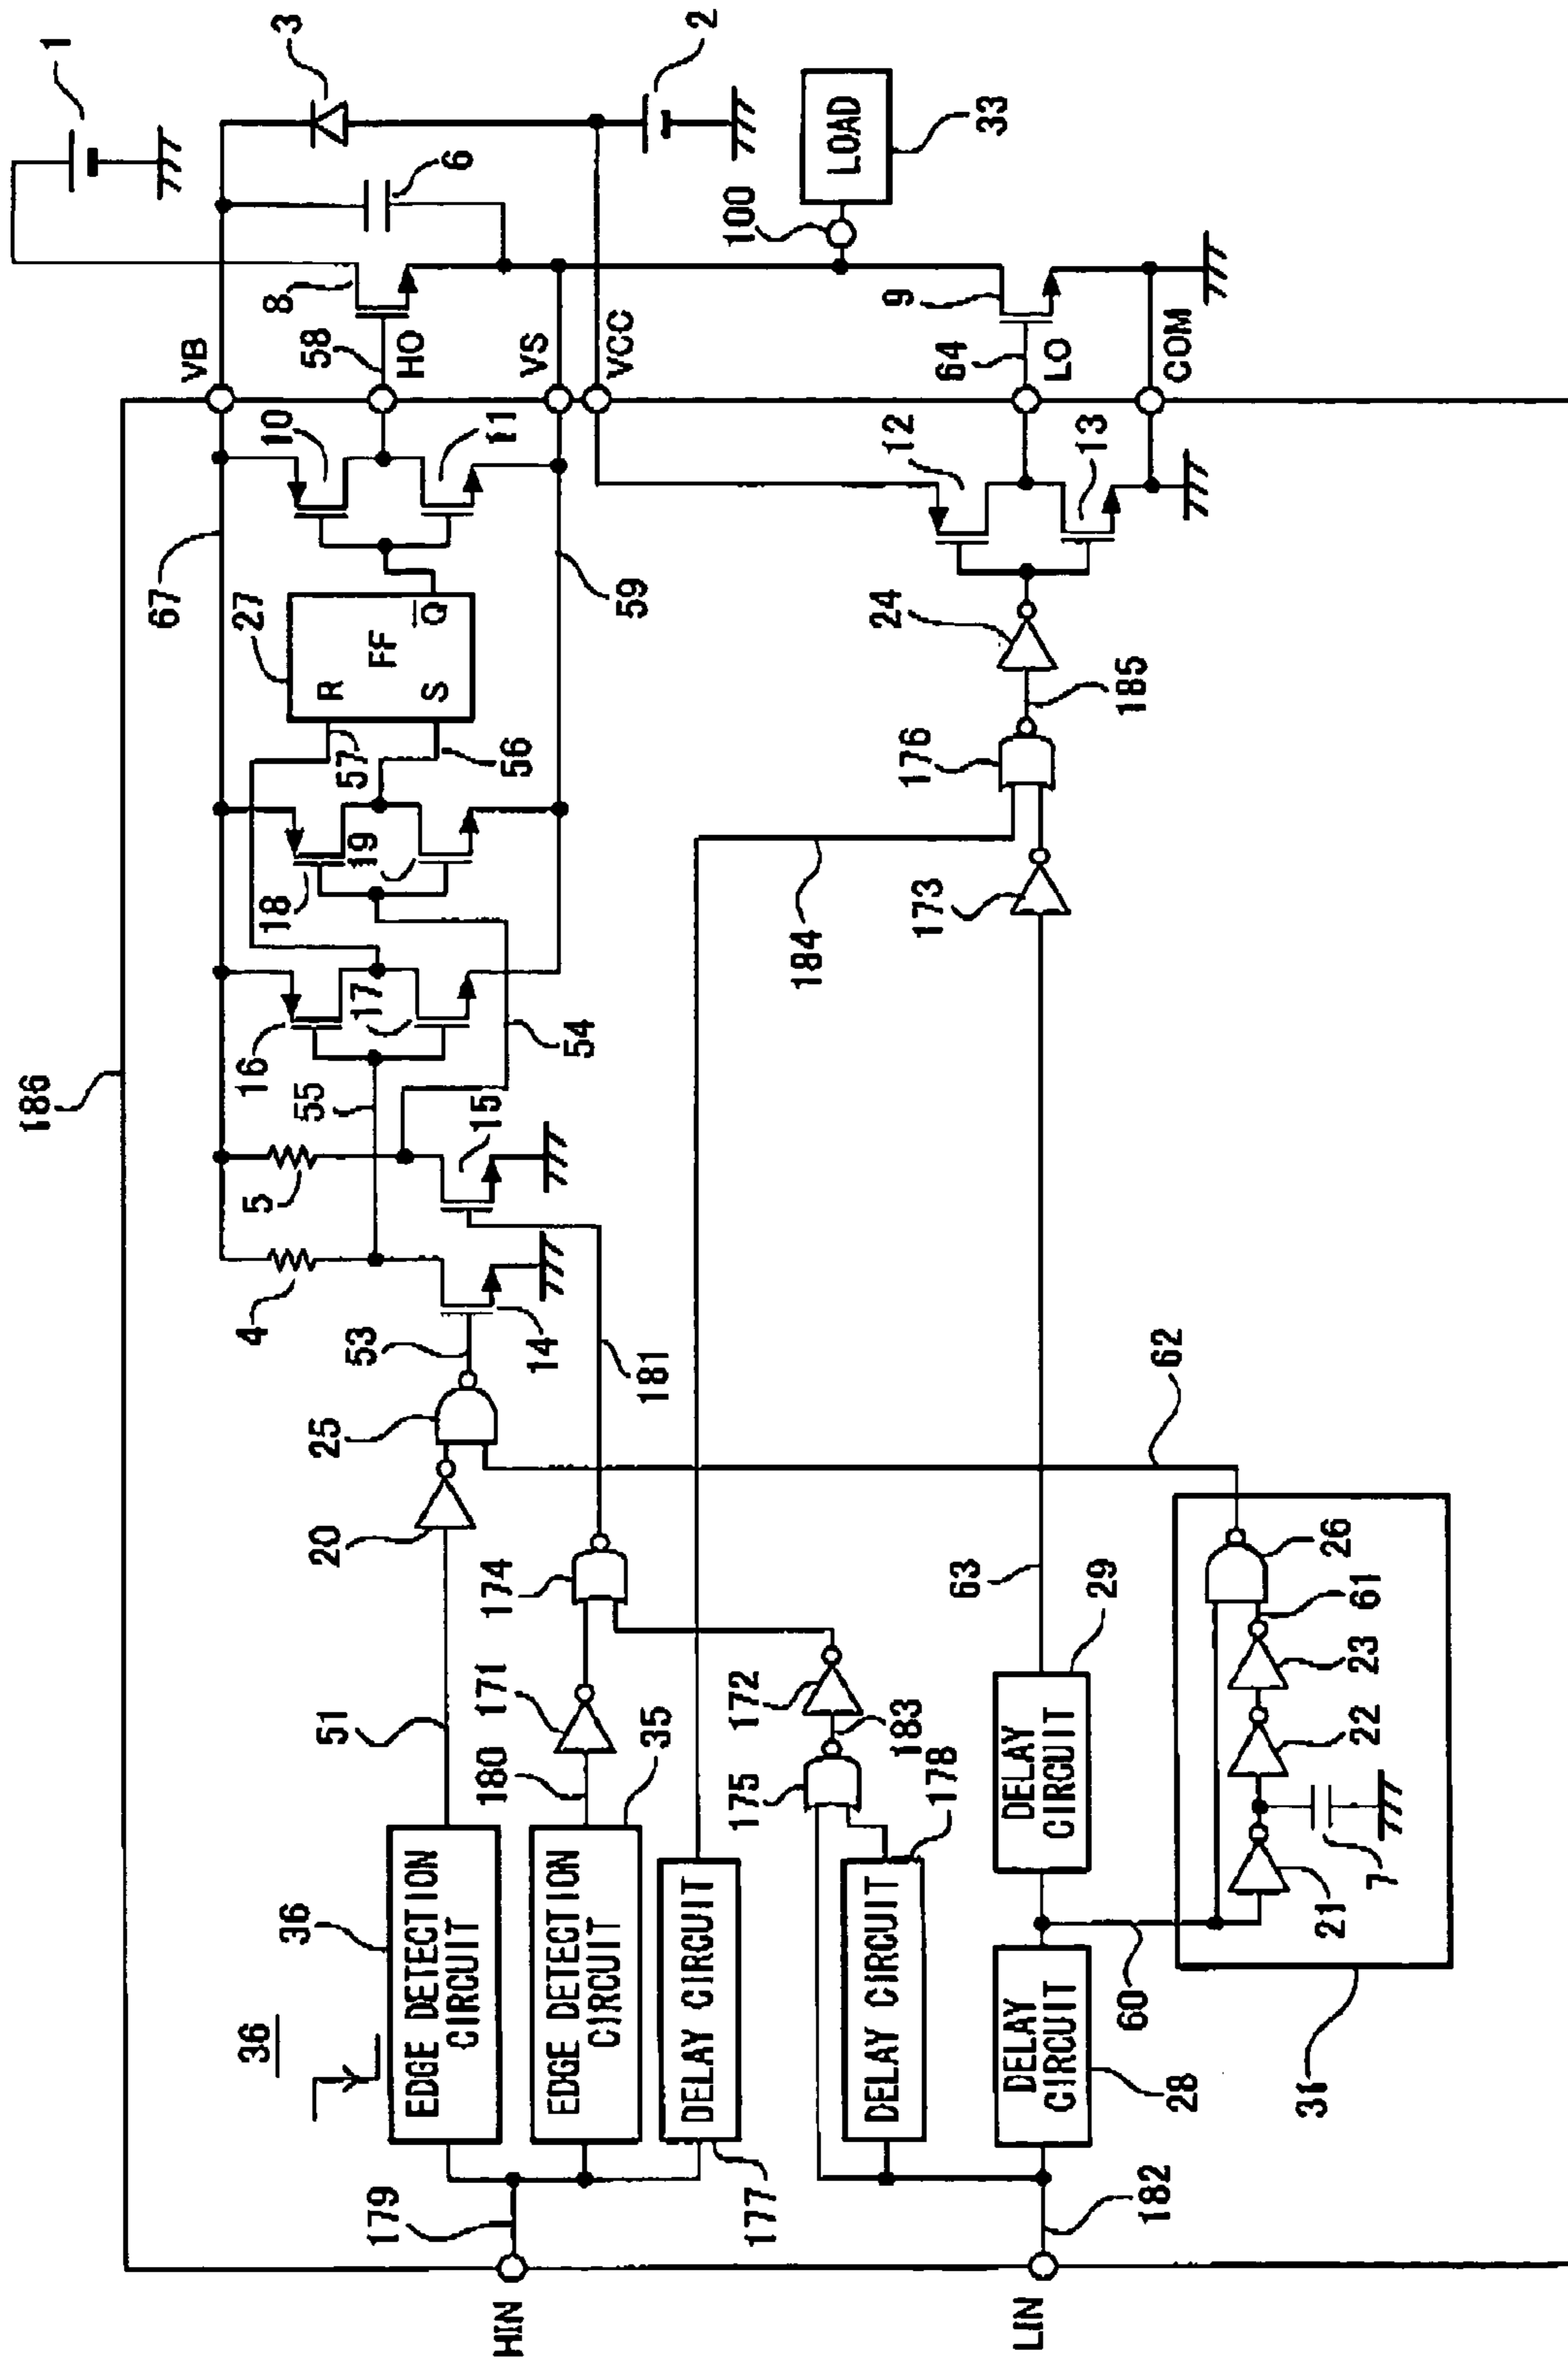 186
1
3
2
VB
67
27
10
8
58
HO
6
11
VS
VCC
59
R
FF
Q
S
57
56
18
19
16
17
55
54
5
4
15
14
53
181
25
20
51
36
36
EDGE DETECTION
CIRCUIT
EDGE DETECTION
CIRCUIT
35
180
171
174
179
HIN
DELAY CIRCUIT
177
184
DELAY CIRCUIT
178
175
183
172
176
173
185
24
12
13
64
LO
9
COM
100
LOAD
33
LIN
182
DELAY
CIRCUIT
28
DELAY
CIRCUIT
29
63
62
60
31
21
7
22
23
61
26